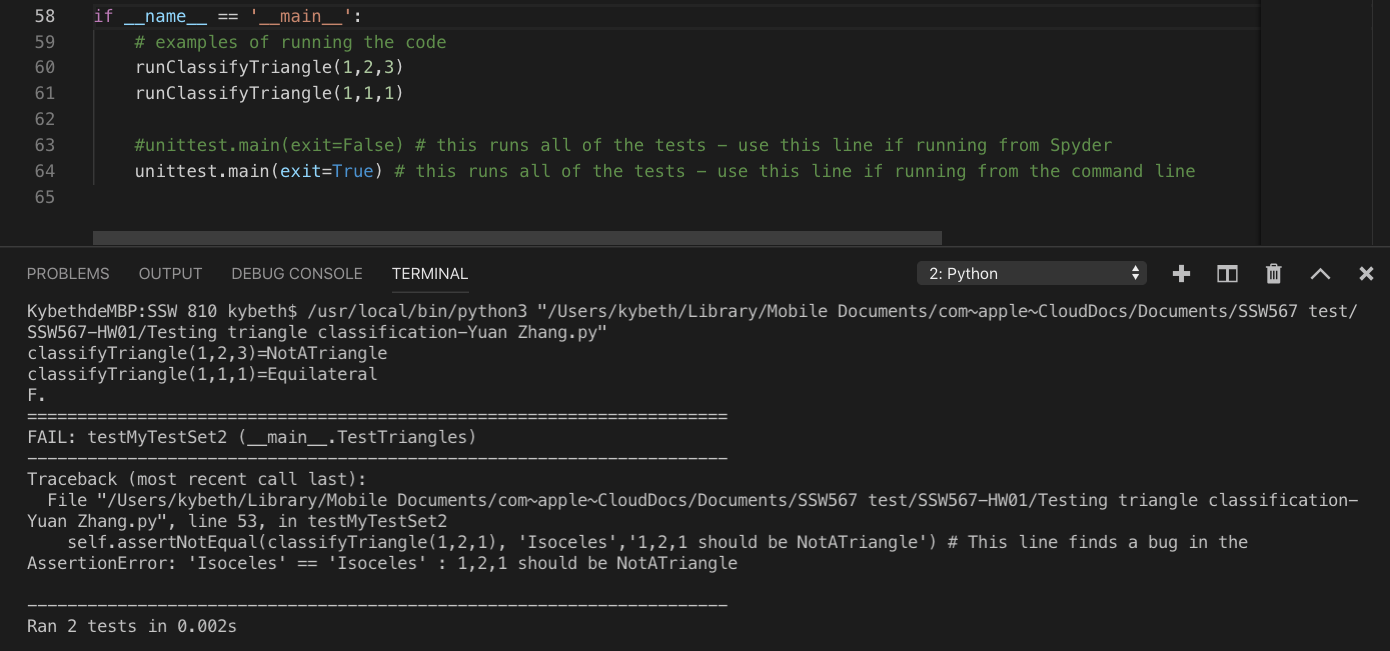 58 if __name__ == '__main__':
59     # examples of running the code
60     runClassifyTriangle(1,2,3)
61     runClassifyTriangle(1,1,1)
62
63     #unittest.main(exit=False) # this runs all of the tests – use this line if running from Spyder
64     unittest.main(exit=True) # this runs all of the tests – use this line if running from the command line
65
PROBLEMS OUTPUT DEBUG CONSOLE TERMINAL 2: Python
KybethdeMBP:SSW 810 kybeth$ /usr/local/bin/python3 "/Users/kybeth/Library/Mobile Documents/com~apple~CloudDocs/Documents/SSW567 test/
SSW567-HW01/Testing triangle classification-Yuan Zhang.py"
classifyTriangle(1,2,3)=NotATriangle
classifyTriangle(1,1,1)=Equilateral
F.
======================================================================
FAIL: testMyTestSet2 (__main__.TestTriangles)
----------------------------------------------------------------------
Traceback (most recent call last):
  File "/Users/kybeth/Library/Mobile Documents/com~apple~CloudDocs/Documents/SSW567 test/SSW567-HW01/Testing triangle classification-
Yuan Zhang.py", line 53, in testMyTestSet2
    self.assertNotEqual(classifyTriangle(1,2,1), 'Isoceles','1,2,1 should be NotATriangle') # This line finds a bug in the
AssertionError: 'Isoceles' == 'Isoceles' : 1,2,1 should be NotATriangle

----------------------------------------------------------------------
Ran 2 tests in 0.002s